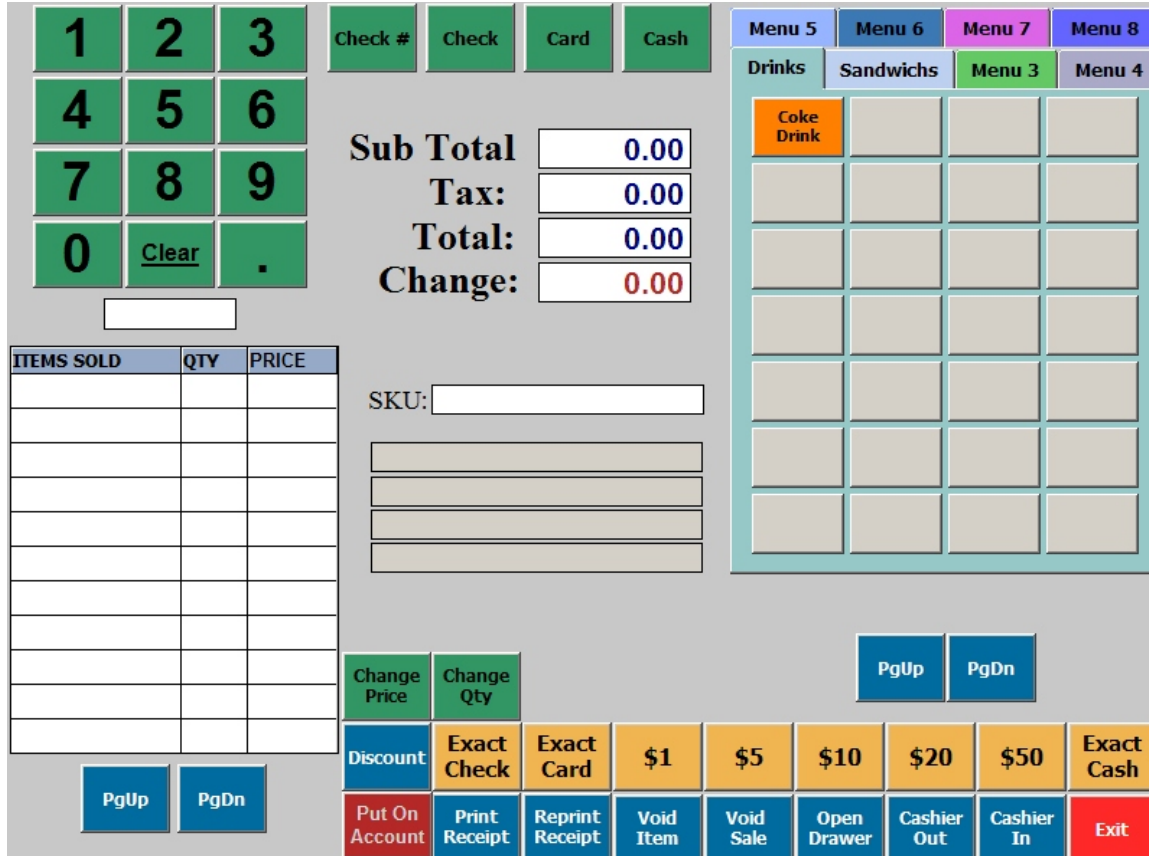 1 2 3
4 5 6
7 8 9
0 Clear .
Check # Check Card Cash
Sub Total 0.00
Tax: 0.00
Total: 0.00
Change: 0.00
Menu 5 Menu 6 Menu 7 Menu 8
Drinks Sandwichs Menu 3 Menu 4
Coke
Drink
ITEMS SOLD QTY PRICE
SKU:
PgUp PgDn
PgUp PgDn
Change
Price
Change
Qty
Discount
Exact
Check
Exact
Card
$1
$5
$10
$20
$50
Exact
Cash
Put On
Account
Print
Receipt
Reprint
Receipt
Void
Item
Void
Sale
Open
Drawer
Cashier
Out
Cashier
In
Exit